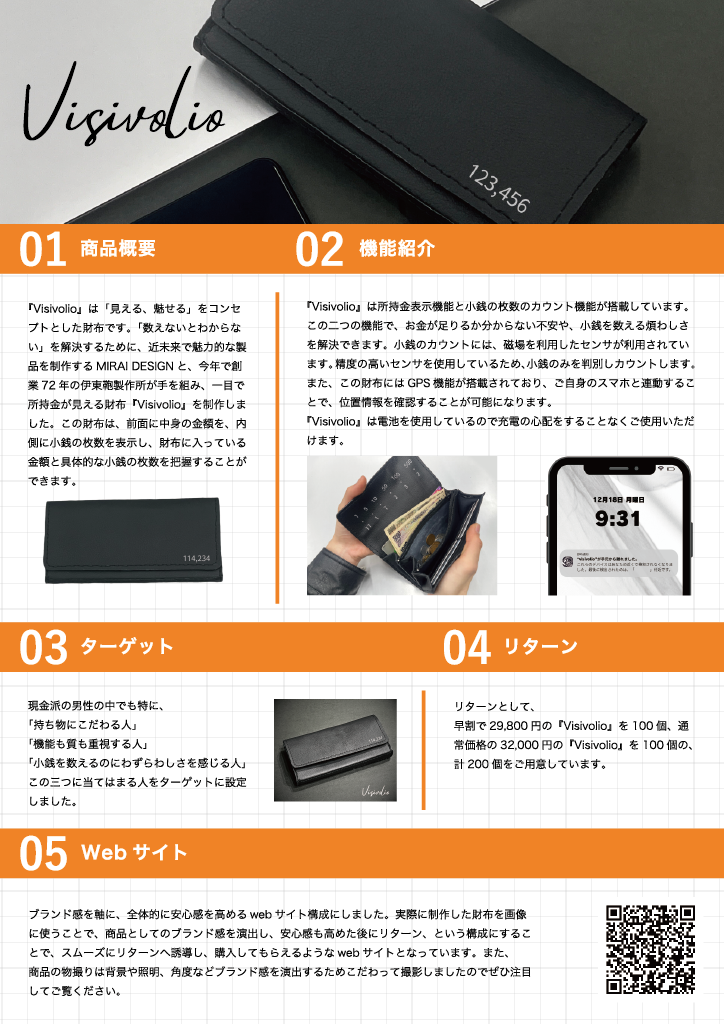 Visivolio
123,456
01 商品概要
『Visivolio』は「見える、魅せる」をコンセ
プトとした財布です。「数えないとわからな
い」を解決するために、近未来で魅力的な製
品を制作する MIRAI DESIGN と、今年で創
業 72 年の伊東鞄製作所が手を組み、一目で
所持金が見える財布『Visivolio』を制作しま
した。この財布は、前面に中身の金額を、内
側に小銭の枚数を表示し、財布に入っている
金額と具体的な小銭の枚数を把握することが
できます。
114,234
02 機能紹介
『Visivolio』は所持金表示機能と小銭の枚数のカウント機能が搭載しています。
この二つの機能で、お金が足りるか分からない不安や、小銭を数える煩わしさ
を解決できます。小銭のカウントには、磁場を利用したセンサが利用されてい
ます。精度の高いセンサを使用しているため、小銭のみを判別しカウントします。
また、この財布には GPS 機能が搭載されており、ご自身のスマホと連動するこ
とで、位置情報を確認することが可能になります。
『Visivolio』は電池を使用しているので充電の心配をすることなくご使用いただ
けます。
12月18日 月曜日
9:31
"Visivolio"が手元から離れました。
03 ターゲット
現金派の男性の中でも特に、
「持ち物にこだわる人」
「機能も質も重視する人」
「小銭を数えるのにわずらわしさを感じる人」
この三つに当てはまる人をターゲットに設定
しました。
Visivolio
04 リターン
リターンとして、
早割で 29,800 円の『Visivolio』を 100 個、通
常価格の 32,000 円の『Visivolio』を 100 個の、
計 200 個をご用意しています。
05 Web サイト
ブランド感を軸に、全体的に安心感を高める web サイト構成にしました。実際に制作した財布を画像
に使うことで、商品としてのブランド感を演出し、安心感も高めた後にリターン、という構成にするこ
とで、スムーズにリターンへ誘導し、購入してもらえるような web サイトとなっています。また、
商品の物撮りは背景や照明、角度などブランド感を演出するためこだわって撮影しましたのでぜひ注目
してご覧ください。